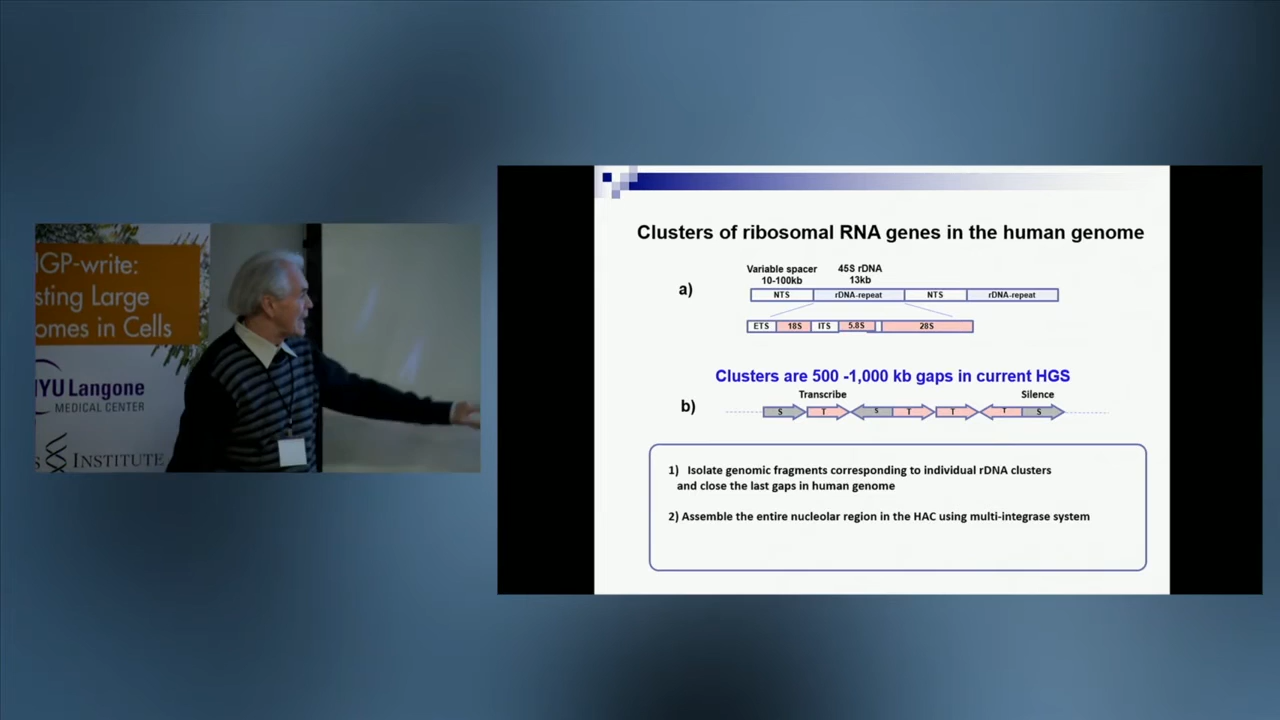 IGP-write:
sting Large
omes in Cells
NYU Langone
MEDICAL CENTER
S INSTITUTE
Clusters of ribosomal RNA genes in the human genome
Variable spacer
10-100kb
45S rDNA
13kb
a)
NTS rDNA-repeat NTS rDNA-repeat
ETS 18S ITS 5.8S 28S
Clusters are 500 -1,000 kb gaps in current HGS
Transcribe Silence
b)
S T S T T T S
1) Isolate genomic fragments corresponding to individual rDNA clusters
and close the last gaps in human genome
2) Assemble the entire nucleolar region in the HAC using multi-integrase system